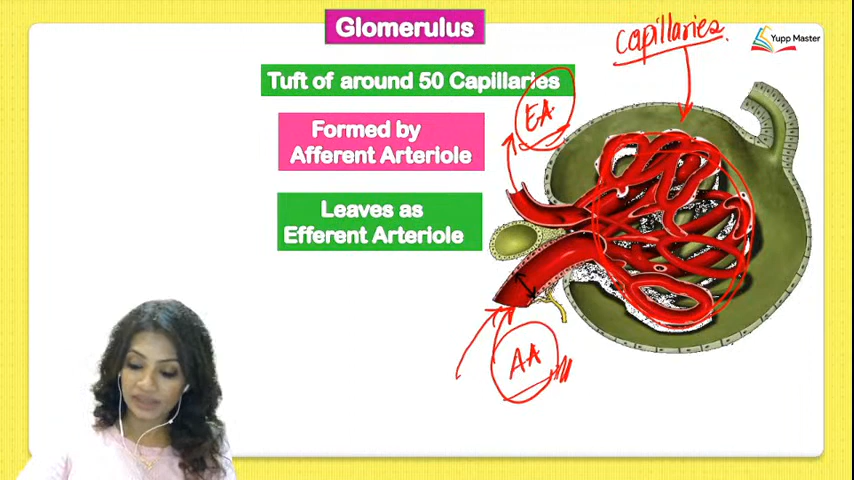 Glomerulus
capillaries.
Yupp Master
Tuft of around 50 Capillaries
EA
Formed by
Afferent Arteriole
Leaves as
Efferent Arteriole
AA